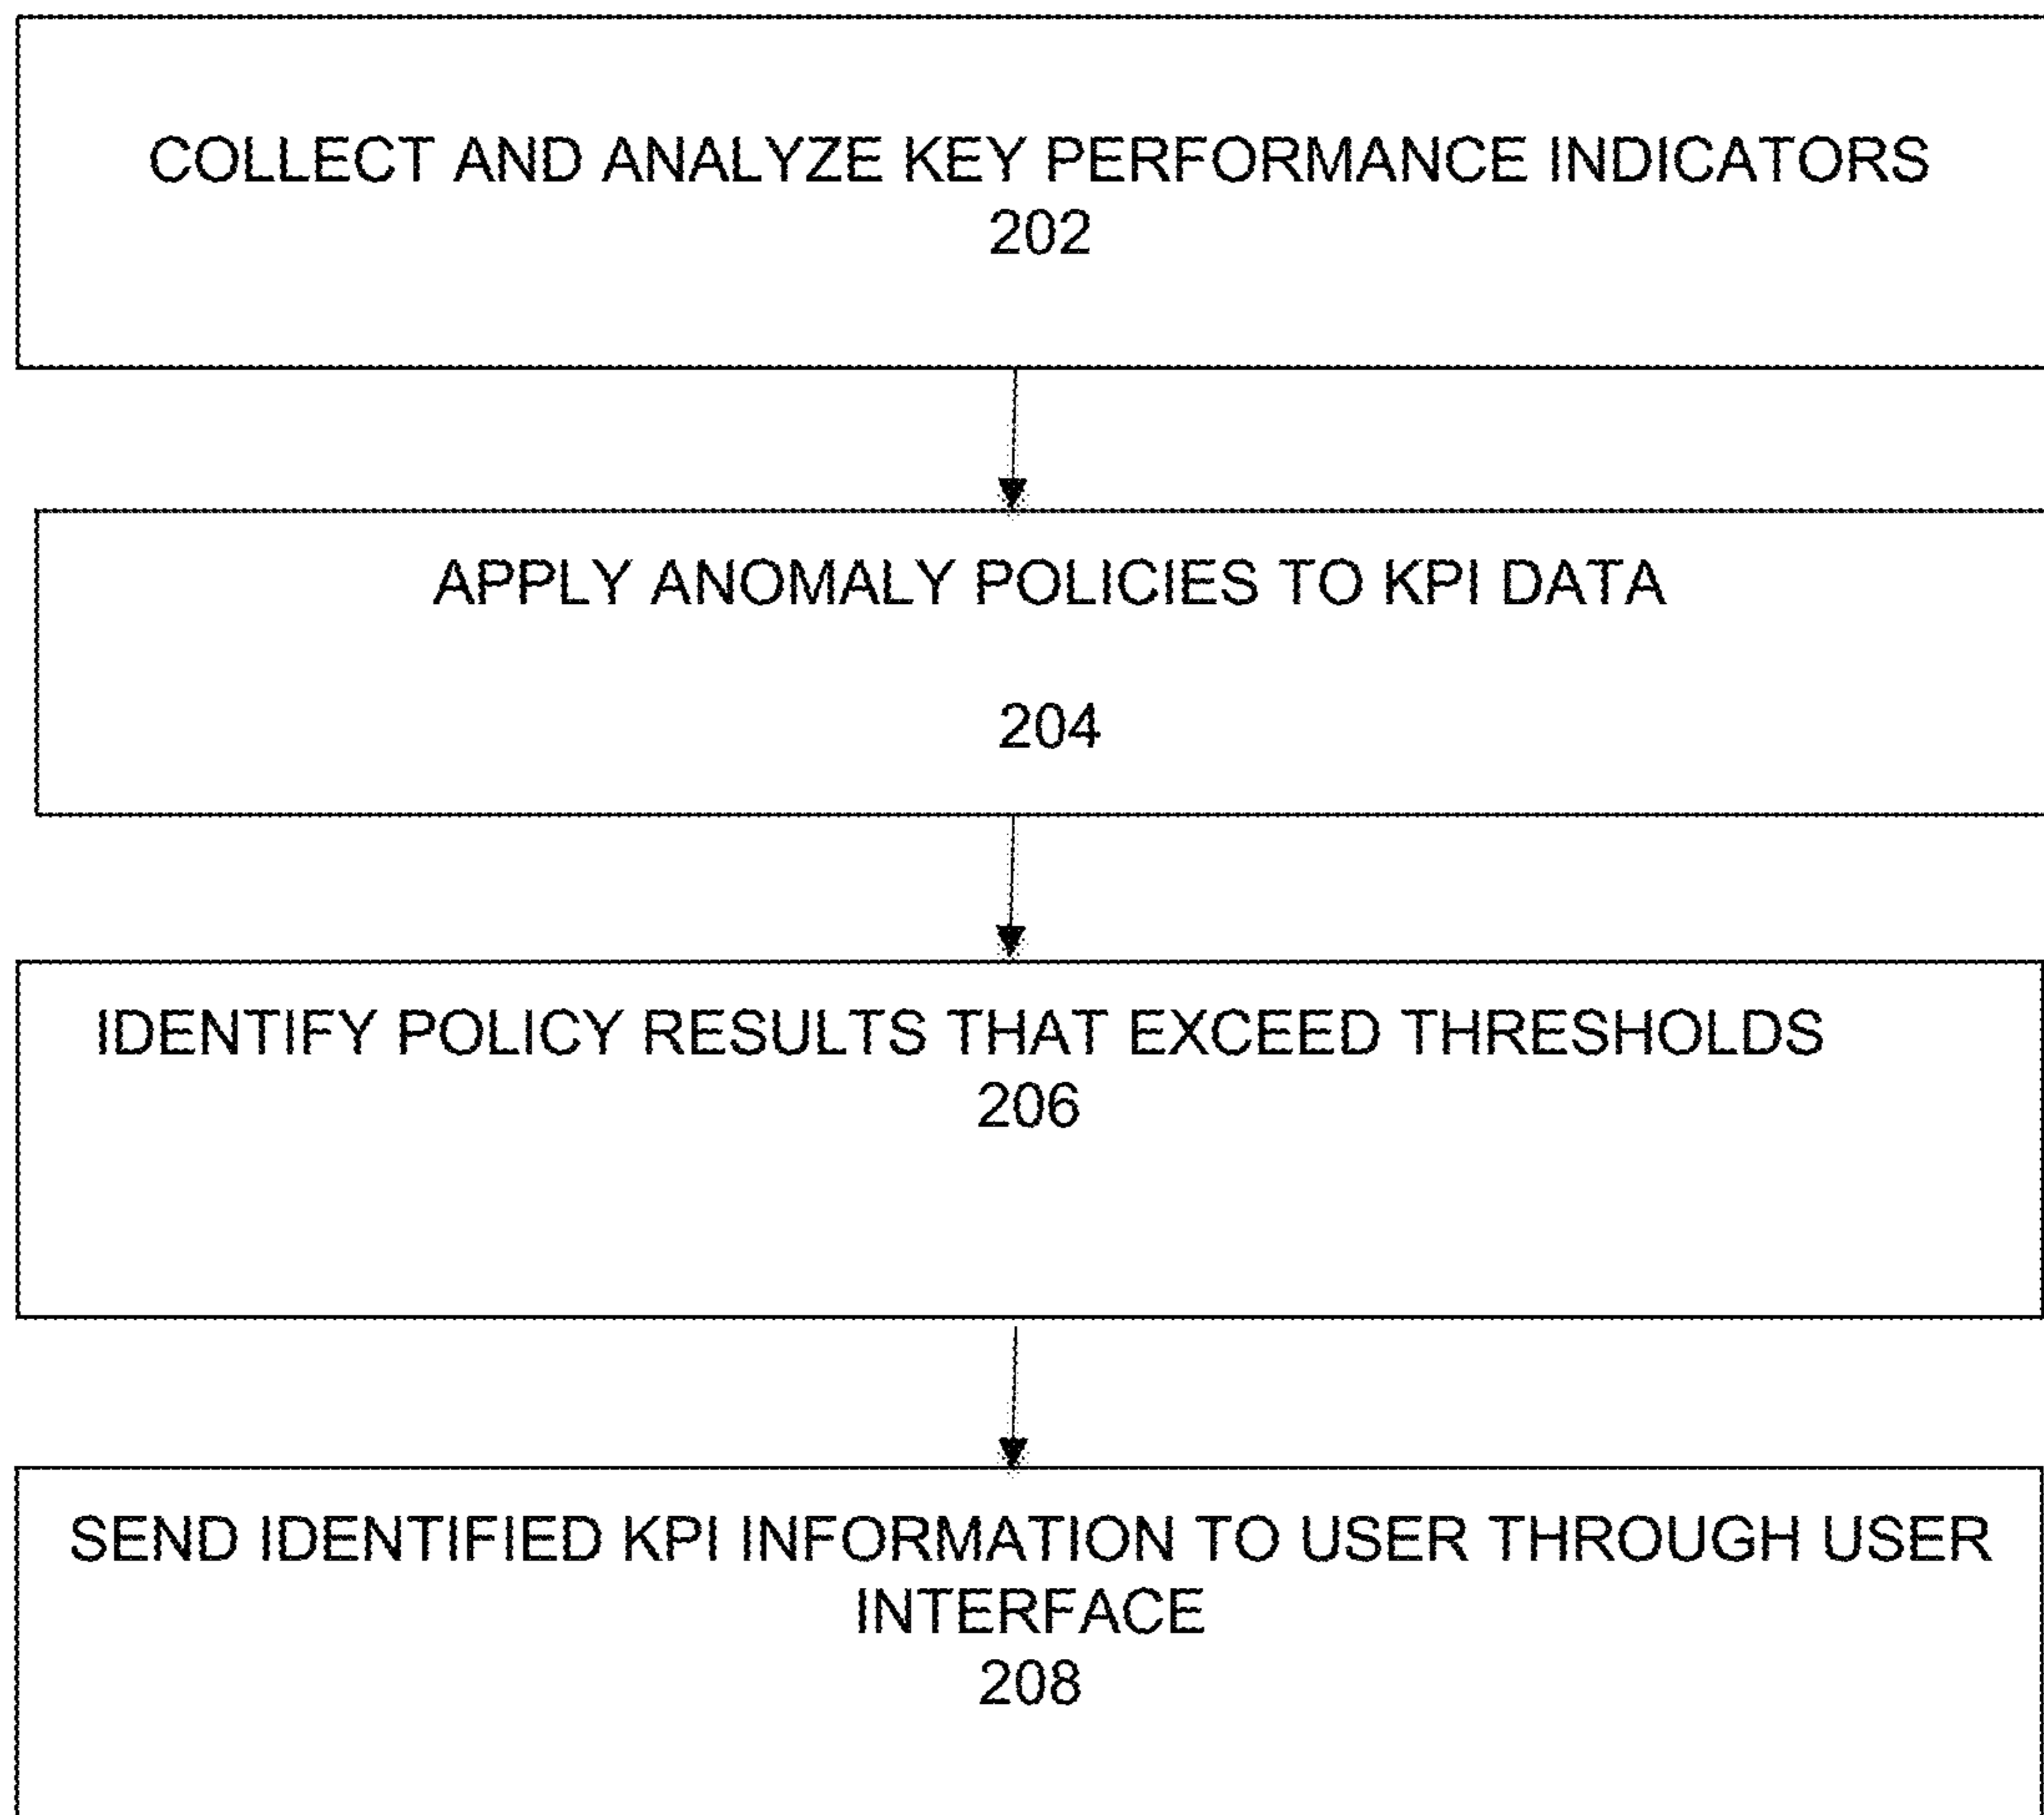 COLLECT AND ANALYZE KEY PERFORMANCE INDICATORS
202
APPLY ANOMALY POLICIES TO KPI DATA
204
IDENTIFY POLICY RESULTS THAT EXCEED THRESHOLDS
206
SEND IDENTIFIED KPI INFORMATION TO USER THROUGH USER
INTERFACE
208